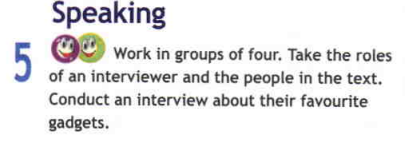 Speaking
5 Work in groups of four. Take the roles
of an interviewer and the people in the text.
Conduct an interview about their favourite
gadgets.